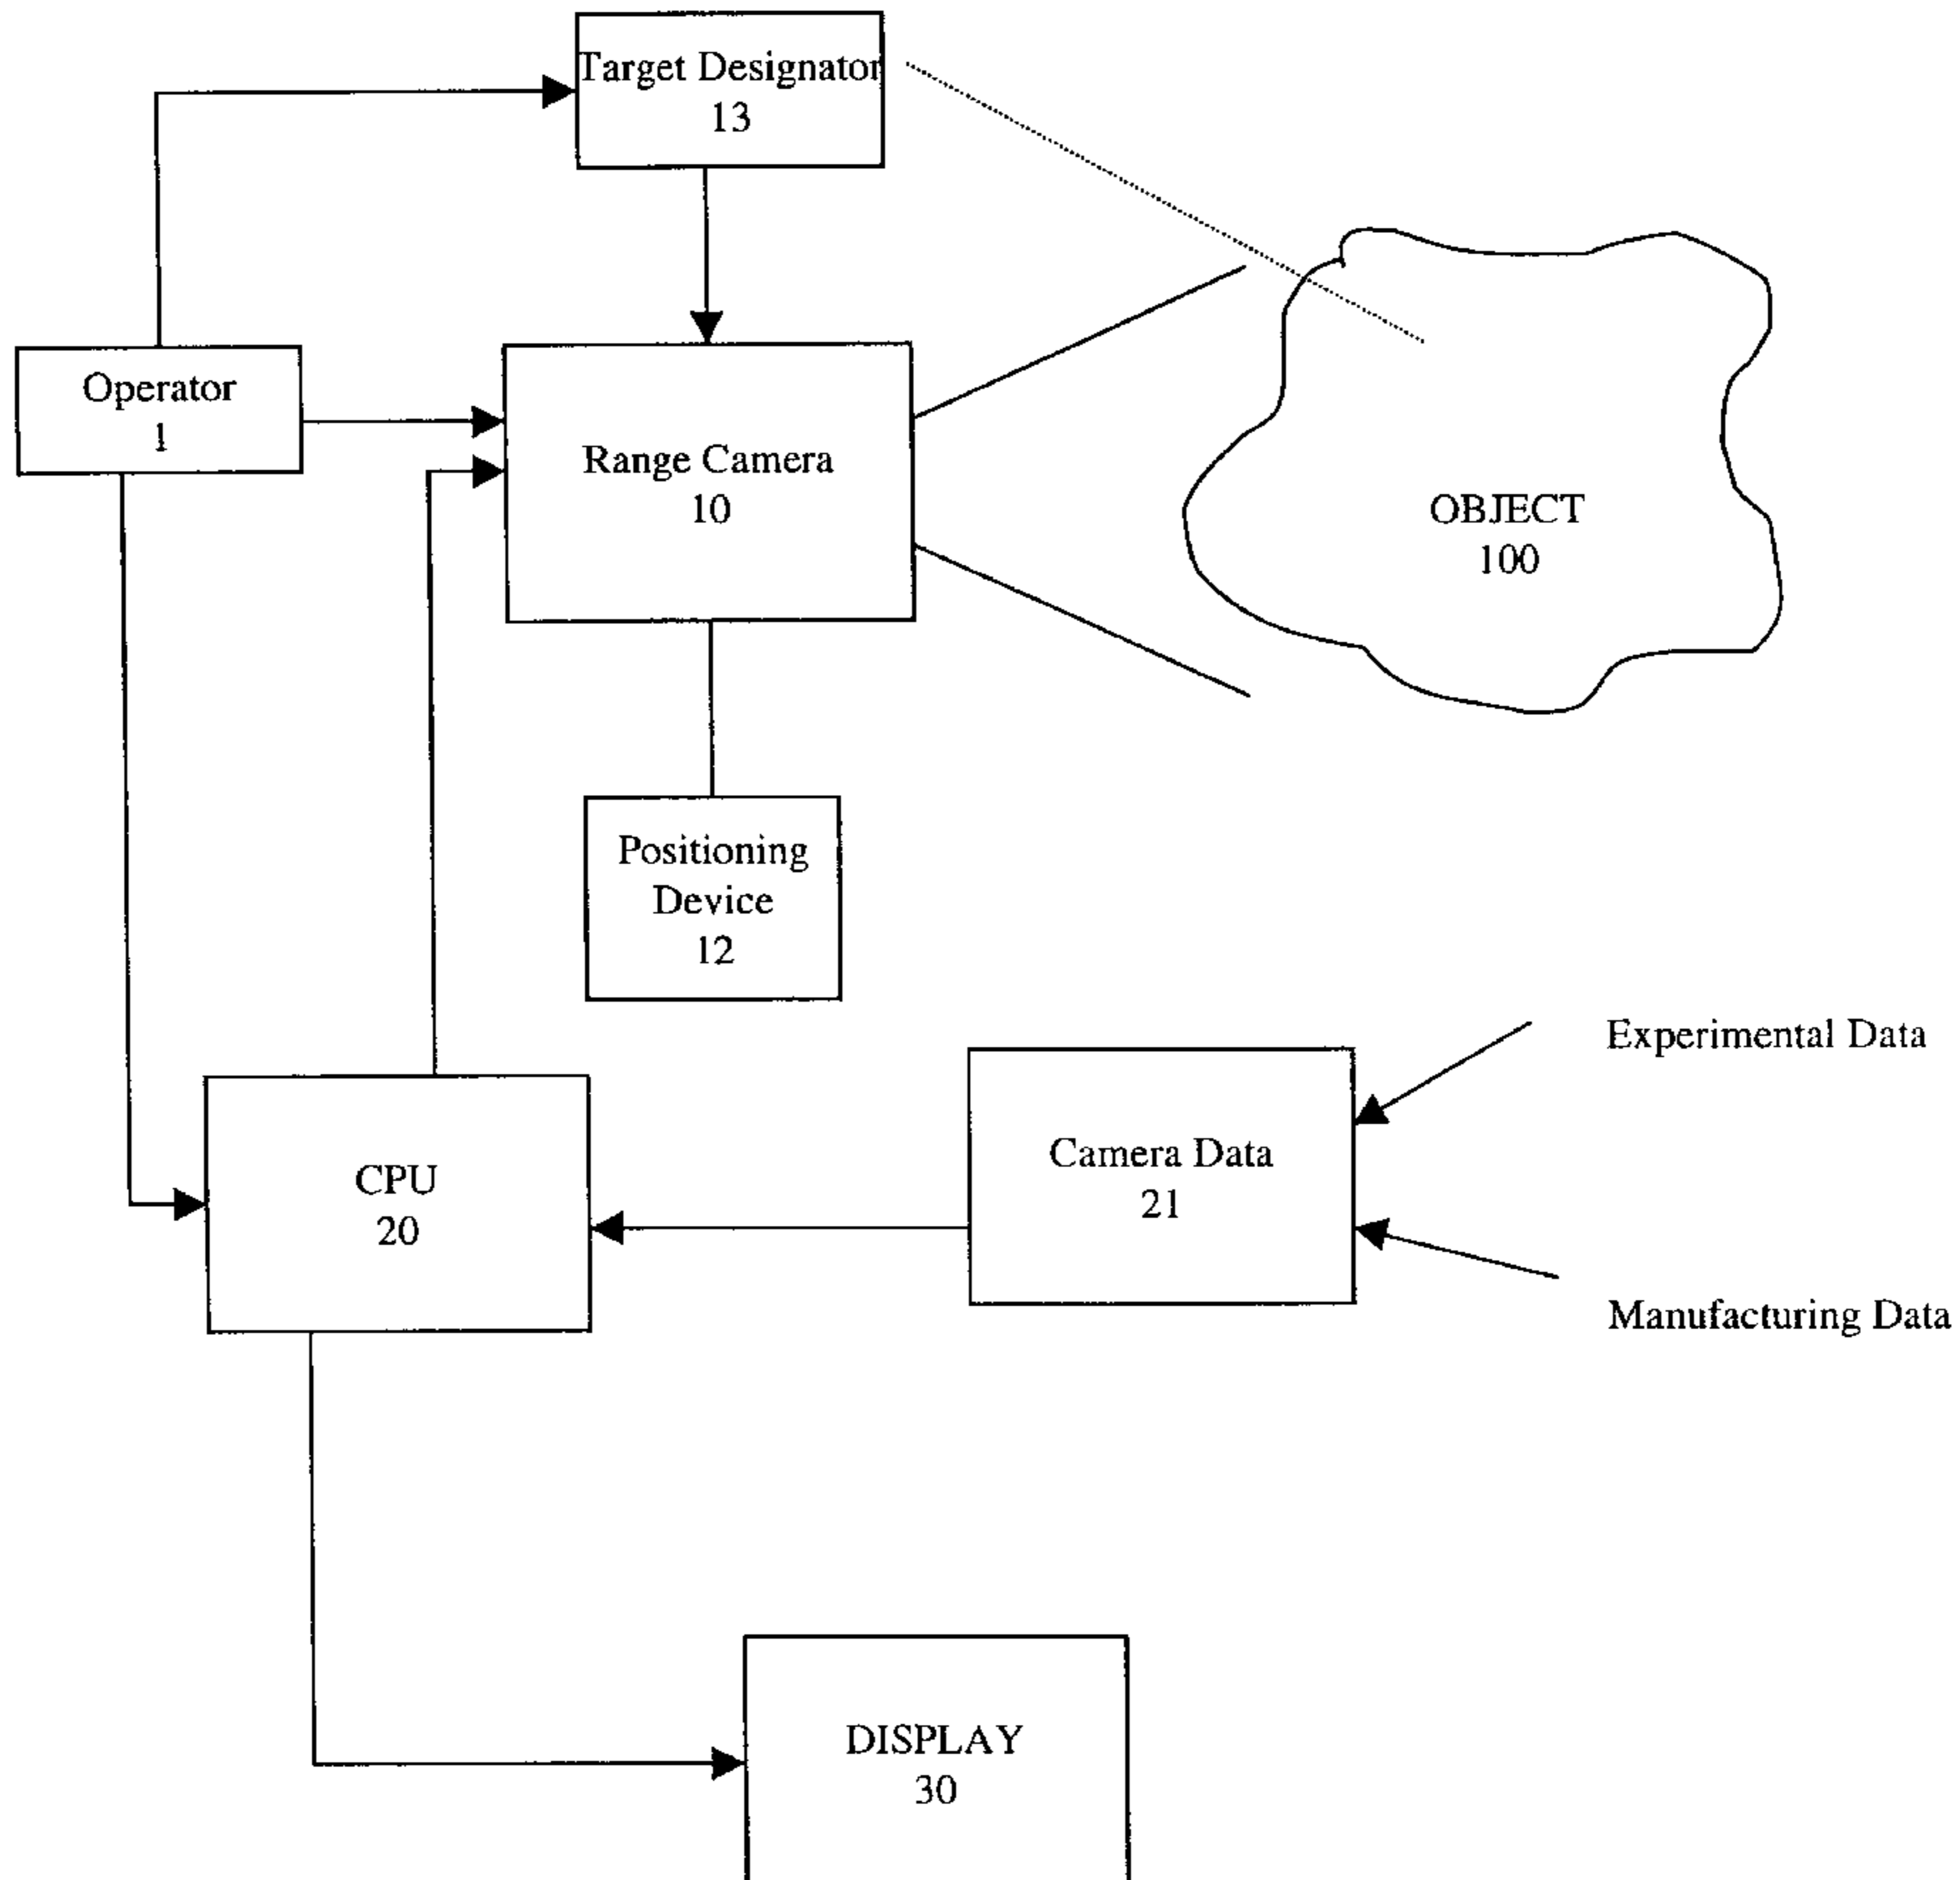 Target Designator
13
Operator
1
Range Camera
10
OBJECT
100
Positioning
Device
12
Experimental Data
Camera Data
21
CPU
20
Manufacturing Data
DISPLAY
30